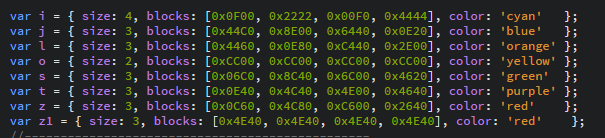 var i = { size: 4, blocks: [0x0F00, 0x2222, 0x00F0, 0x4444], color: 'cyan'   };
var j = { size: 3, blocks: [0x44C0, 0x8E00, 0x6440, 0x0E20], color: 'blue'   };
var l = { size: 3, blocks: [0x4460, 0x0E80, 0xC440, 0x2E00], color: 'orange' };
var o = { size: 2, blocks: [0xCC00, 0xCC00, 0xCC00, 0xCC00], color: 'yellow' };
var s = { size: 3, blocks: [0x06C0, 0x8C40, 0x6C00, 0x4620], color: 'green'  };
var t = { size: 3, blocks: [0x0E40, 0x4C40, 0x4E00, 0x4640], color: 'purple' };
var z = { size: 3, blocks: [0x0C60, 0x4C80, 0xC600, 0x2640], color: 'red'    };
var z1 = { size: 3, blocks: [0x4E40, 0x4E40, 0x4E40, 0x4E40], color: 'red'    };
//------------------------------------------------